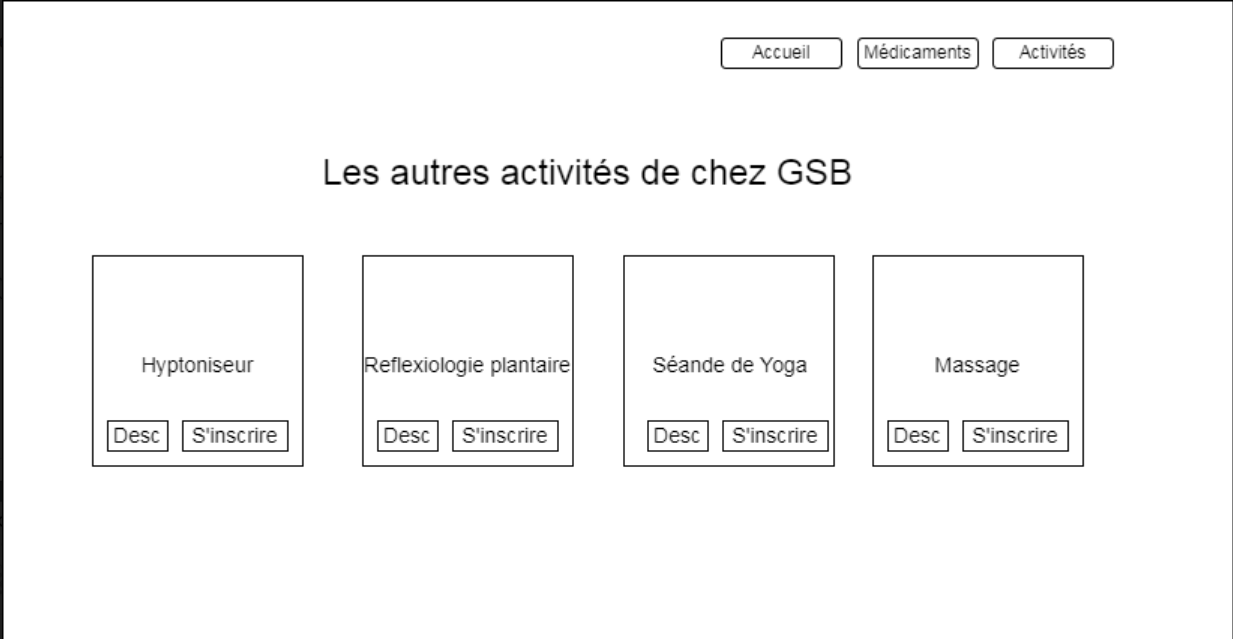 Accueil
Médicaments
Activités
Les autres activités de chez GSB
Hyptoniseur
Reflexiologie plantaire
Séande de Yoga
Massage
Desc
S'inscrire
Desc
S'inscrire
Desc
S'inscrire
Desc
S'inscrire